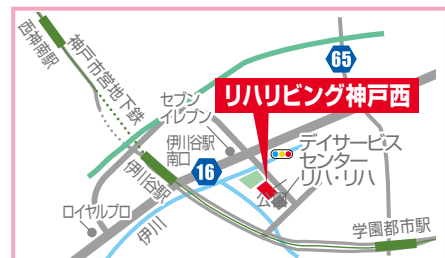 西神南駅
神戸市営地下鉄
65
リハリビング神戸西
セブン
イレブン
伊川谷駅
南口
デイサービス
センター
リハ・リハ
16
伊川谷駅
公園
ロイヤルプロ
伊川
学園都市駅